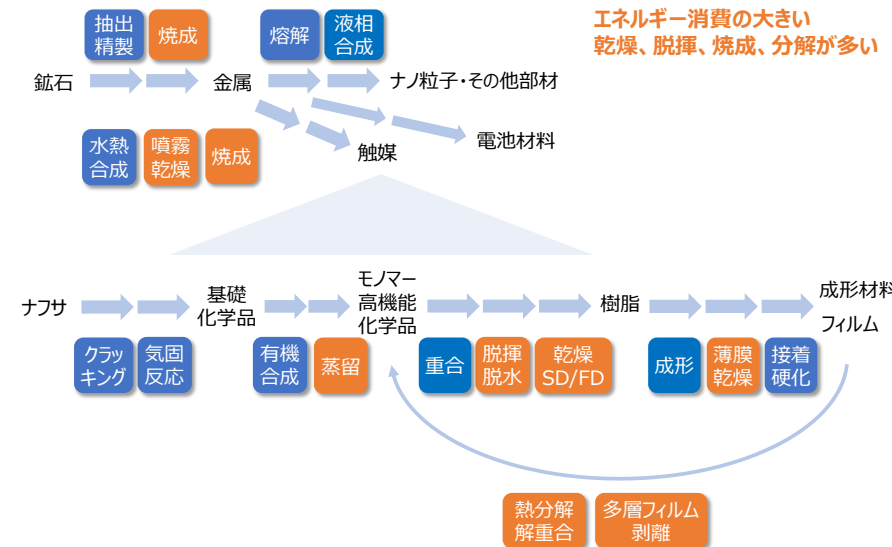 エネルギー消費の大きい
乾燥、脱揮、焼成、分解が多い
抽出
精製
焼成
熔解
液相
合成
鉱石
金属
ナノ粒子・その他部材
電池材料
触媒
水熱
合成
噴霧
乾燥
焼成
ナフサ
基礎
化学品
モノマー
高機能
化学品
樹脂
成形材料
フィルム
クラッ
キング
気固
反応
有機
合成
蒸留
重合
脱揮
脱水
乾燥
SD/FD
成形
薄膜
乾燥
接着
硬化
熱分解
解重合
多層フィルム
剥離